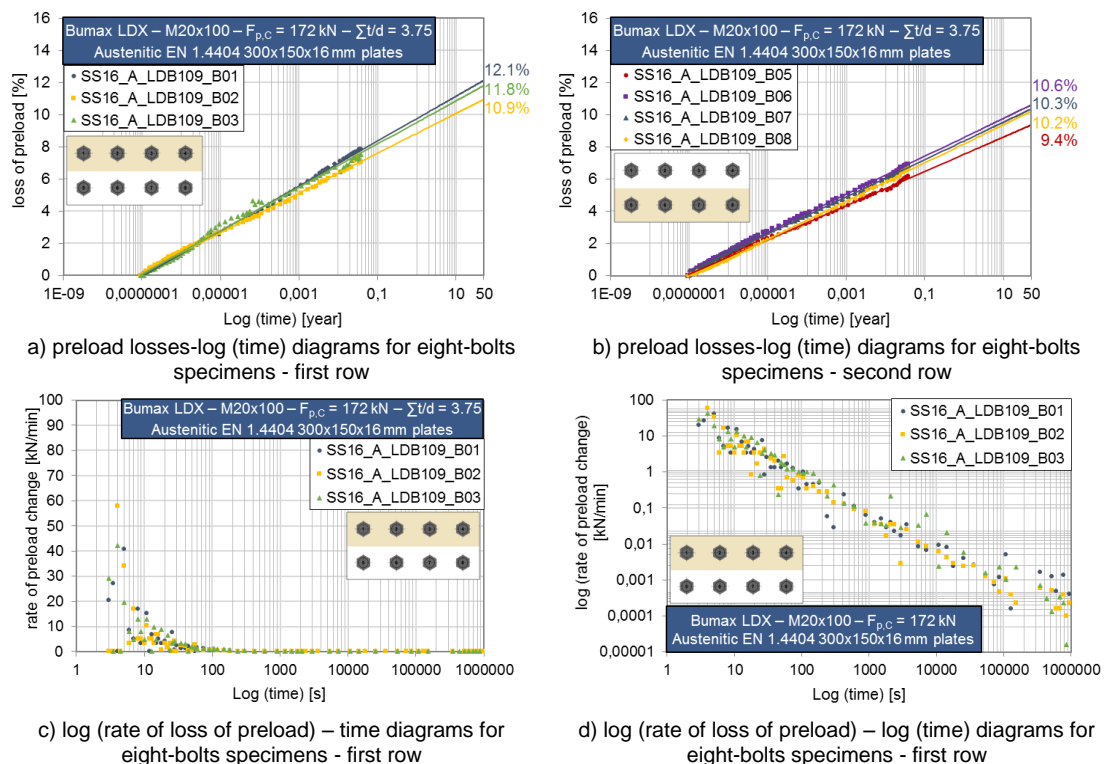 Bumax LDX – M20x100 – Fp,C = 172 kN – ∑t/d = 3.75
Austenitic EN 1.4404 300x150x16 mm plates
SS16_A_LDB109_B01
SS16_A_LDB109_B02
SS16_A_LDB109_B03
12.1%
11.8%
10.9%
loss of preload [%]
16
14
12
10
8
6
4
2
0
1E-09 0,0000001 0,00001 0,001 0,1 10 50
Log (time) [year]
a) preload losses-log (time) diagrams for eight-bolts
specimens - first row
Bumax LDX – M20x100 – Fp,C = 172 kN – ∑t/d = 3.75
Austenitic EN 1.4404 300x150x16 mm plates
SS16_A_LDB109_B05
SS16_A_LDB109_B06
SS16_A_LDB109_B07
SS16_A_LDB109_B08
10.6%
10.3%
10.2%
9.4%
loss of preload [%]
16
14
12
10
8
6
4
2
0
1E-09 0,0000001 0,00001 0,001 0,1 10 50
Log (time) [year]
b) preload losses-log (time) diagrams for eight-bolts
specimens - second row
Bumax LDX – M20x100 – Fp,C = 172 kN – ∑t/d = 3.75
Austenitic EN 1.4404 300x150x16 mm plates
SS16_A_LDB109_B01
SS16_A_LDB109_B02
SS16_A_LDB109_B03
rate of preload change [kN/min]
100
90
80
70
60
50
40
30
20
10
0
1 10 100 1000 10000 100000 1000000
Log (time) [s]
c) log (rate of loss of preload) – time diagrams for
eight-bolts specimens - first row
SS16_A_LDB109_B01
SS16_A_LDB109_B02
SS16_A_LDB109_B03
log (rate of preload change)
[kN/min]
100
10
1
0,1
0,01
0,001
0,0001
0,00001
Bumax LDX – M20x100 – Fp,C = 172 kN
Austenitic EN 1.4404 300x150x16 mm plates
1 10 100 1000 10000 100000 1000000
Log (time) [s]
d) log (rate of loss of preload) – log (time) diagrams for
eight-bolts specimens - first row